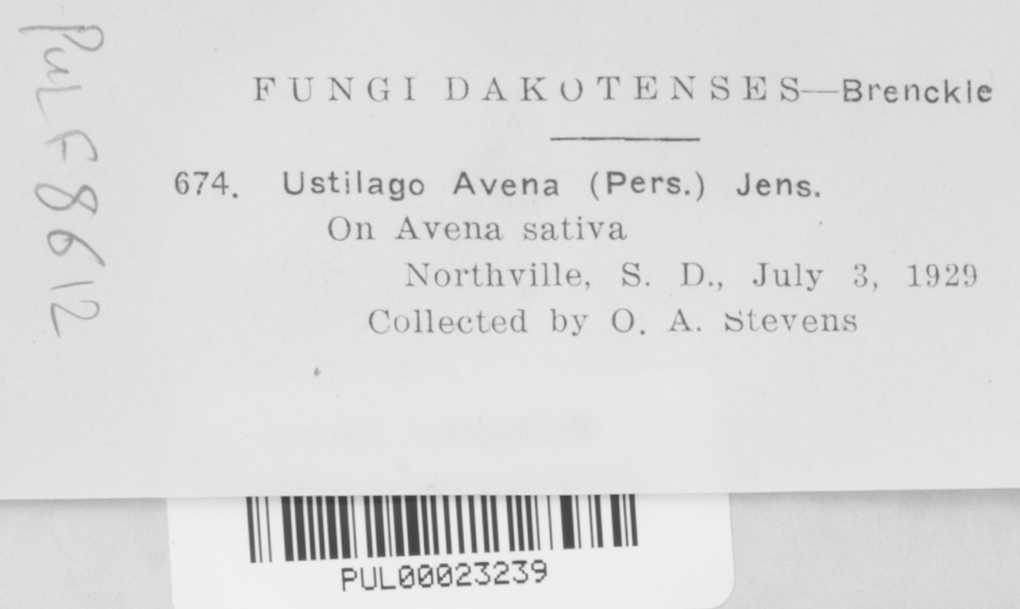 FUNGI DAKOTENSES—Brenckle
674. Ustilago Avena (Pers.) Jens.
On Avena sativa
Northville, S. D., July 3, 1929
Collected by O. A. Stevens
PUL F8612
PUL00023239